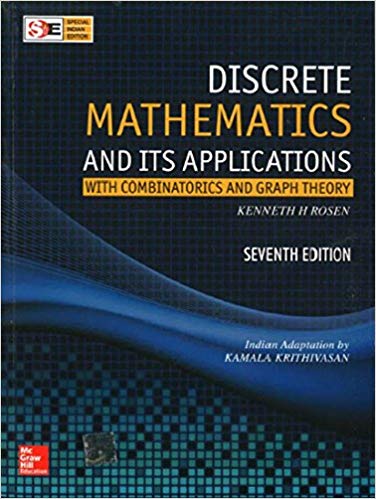 SIE
SPECIAL
INDIAN
EDITION
DISCRETE
MATHEMATICS
AND ITS APPLICATIONS
WITH COMBINATORICS AND GRAPH THEORY
KENNETH H ROSEN
SEVENTH EDITION
Indian Adaptation by
KAMALA KRITHIVASAN
Mc
Graw
Hill
Education